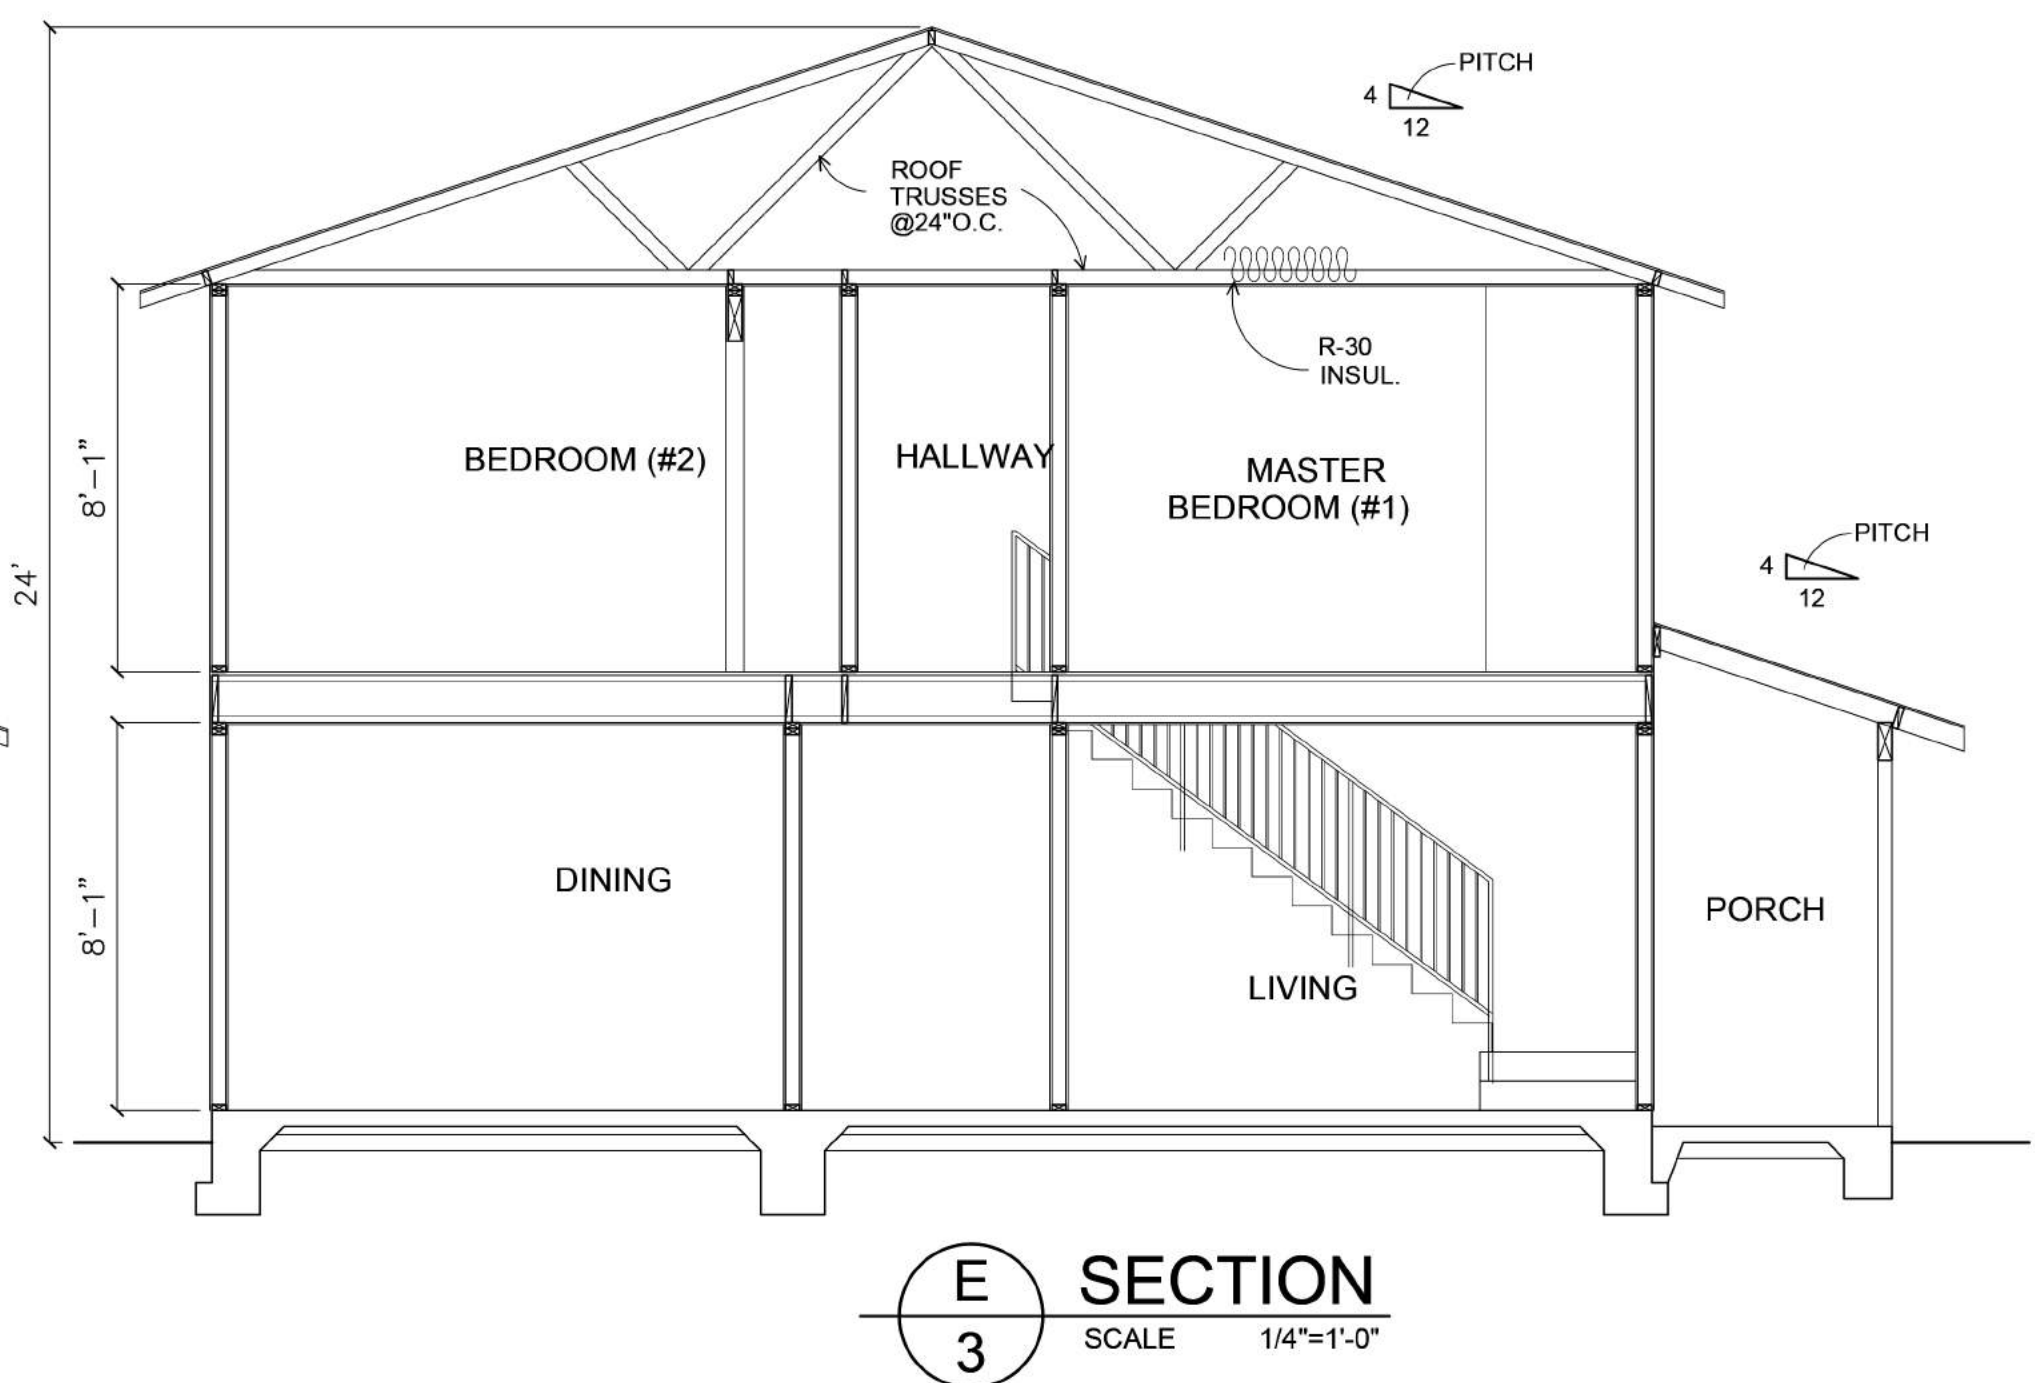 PITCH
4
12
ROOF
TRUSSES
@24"O.C.
R-30
INSUL.
8'-1"
BEDROOM (#2)
HALLWAY
MASTER
BEDROOM (#1)
24'
PITCH
4
12
8'-1"
DINING
LIVING
PORCH
E
3
SECTION
SCALE 1/4"=1'-0"